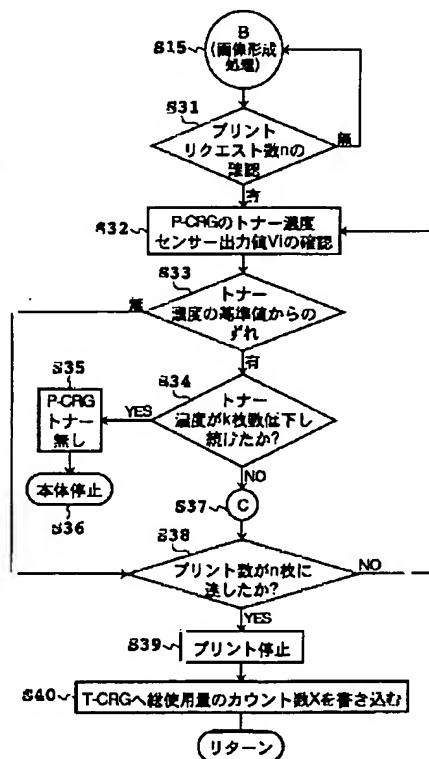 S15
B
(画像形成
処理)
S31
プリント
リクエスト数nの
確認
無
有
S32
P-CRGのトナー濃度
センサー出力値Viの確認
S33
無
トナー
濃度の基準値からの
ずれ
有
S34
トナー
濃度がk枚数低下し
続けたか?
YES
S35
P-CRG
トナー
無し
本体停止
S36
NO
S37
C
S38
プリント数がn枚に
達したか?
NO
YES
S39
プリント停止
S40
T-CRGへ総使用量のカウント数Xを書き込む
リターン